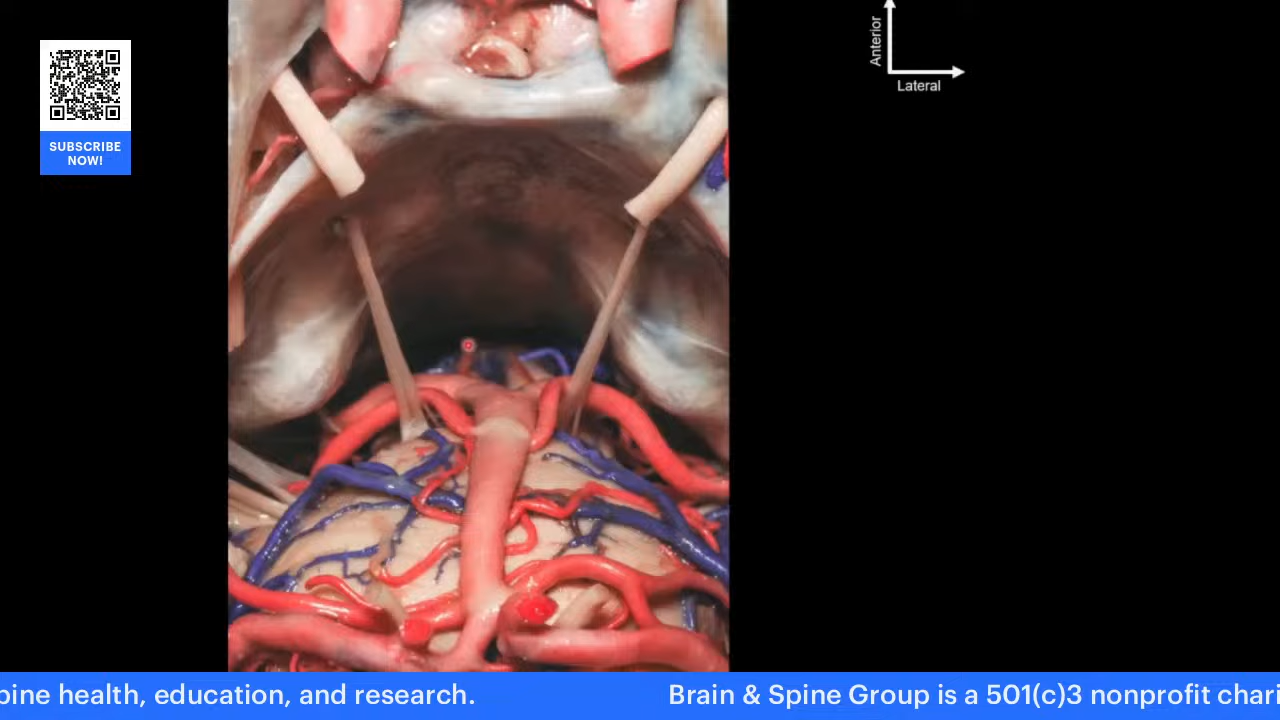 Anterior
Lateral
SUBSCRIBE
NOW!
pine health, education, and research.
Brain & Spine Group is a 501(c)3 nonprofit chari